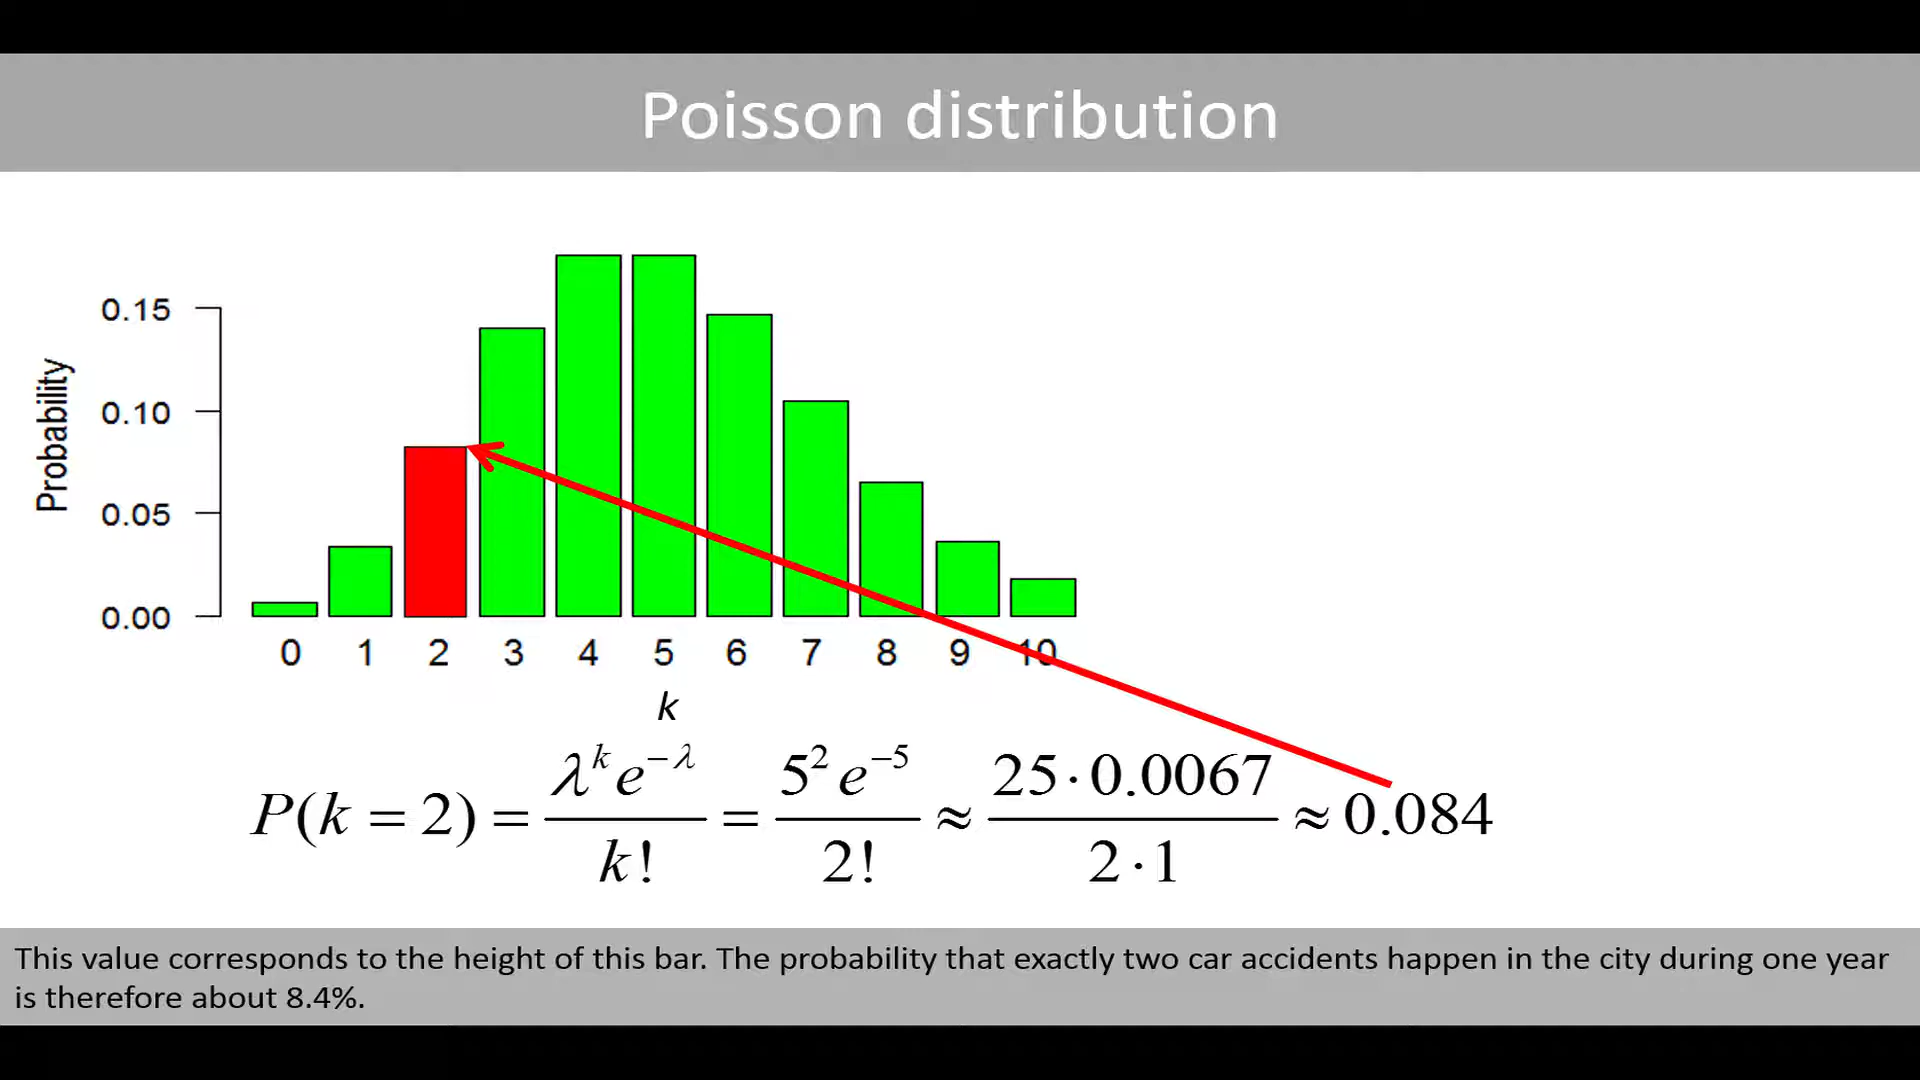 Poisson distribution
0.15
0.10
0.05
0.00
Probability
0 1 2 3 4 5 6 7 8 9 10
k
P(k = 2) = λ^k e^−λ / k! = 5² e^−5 / 2! ≈ 25·0.0067 / 2·1 ≈ 0.084
This value corresponds to the height of this bar. The probability that exactly two car accidents happen in the city during one year
is therefore about 8.4%.